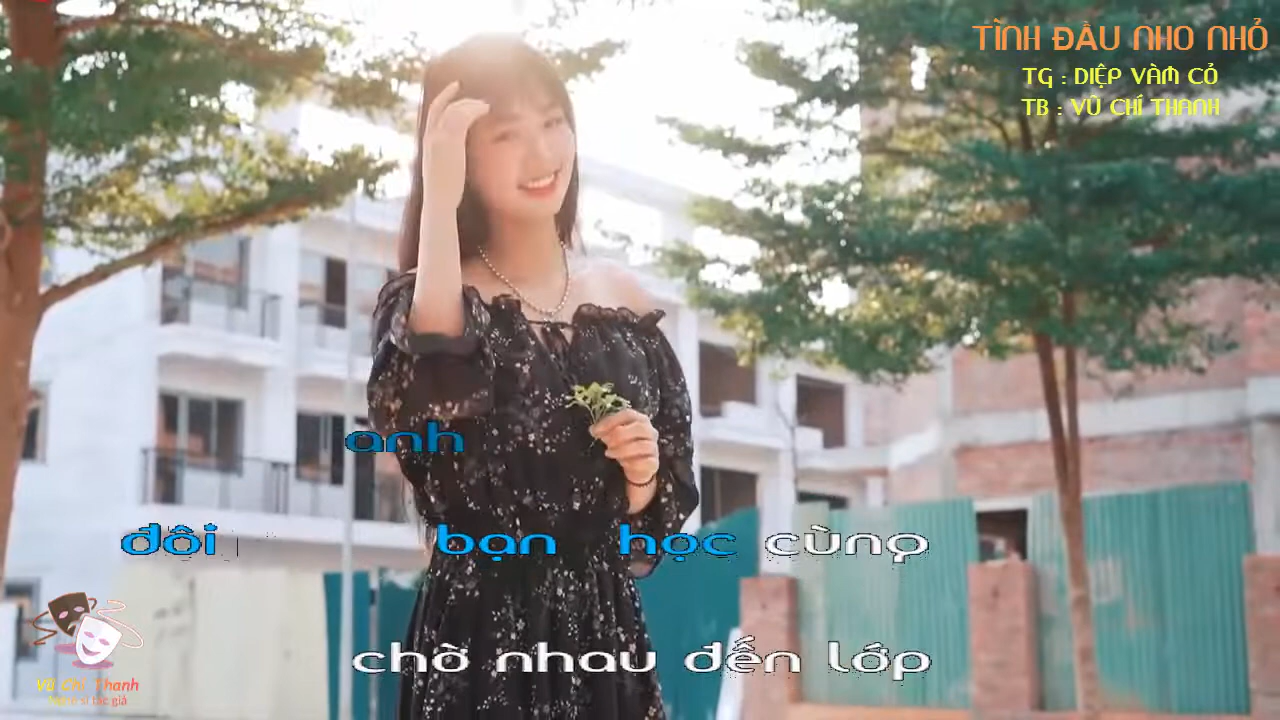 TÌNH ĐẦU NHO NHỎ
TG : DIỆP VÀM CỎ
TB : VŨ CHÍ THANH
anh
đôi bạn học cùng
chờ nhau đến lớp
Vũ Chí Thanh